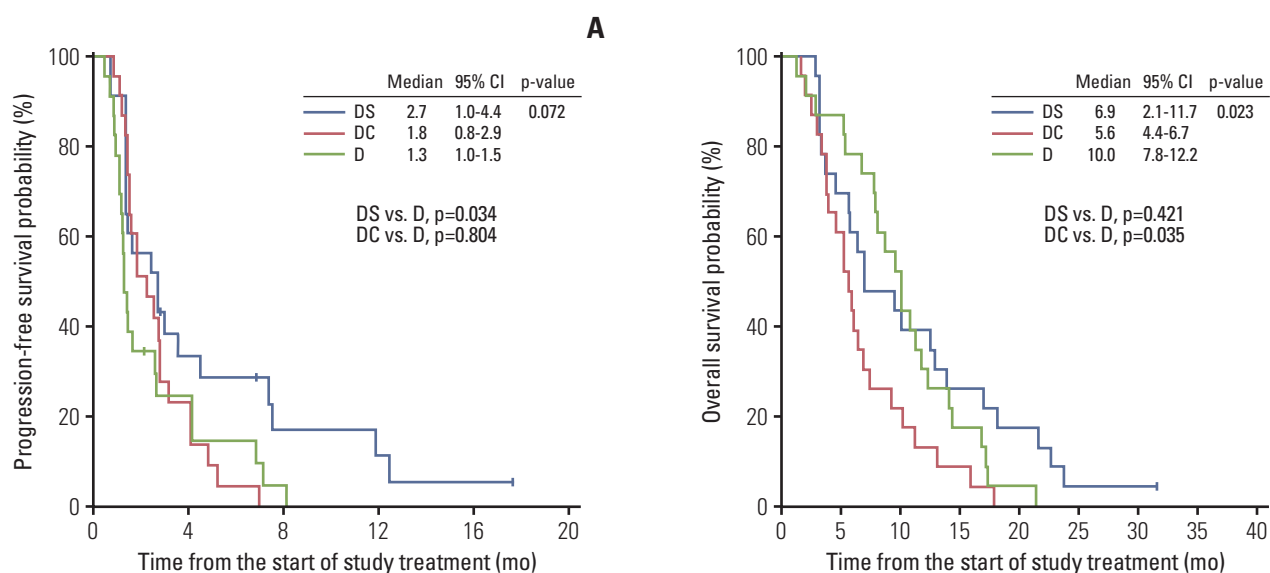 A
Progression-free survival probability (%)
100
80
60
40
20
0
Median 95% CI p-value
DS 2.7 1.0-4.4 0.072
DC 1.8 0.8-2.9
D 1.3 1.0-1.5
DS vs. D, p=0.034
DC vs. D, p=0.804
0 4 8 12 16 20
Time from the start of study treatment (mo)
Overall survival probability (%)
100
80
60
40
20
0
Median 95% CI p-value
DS 6.9 2.1-11.7 0.023
DC 5.6 4.4-6.7
D 10.0 7.8-12.2
DS vs. D, p=0.421
DC vs. D, p=0.035
0 5 10 15 20 25 30 35 40
Time from the start of study treatment (mo)